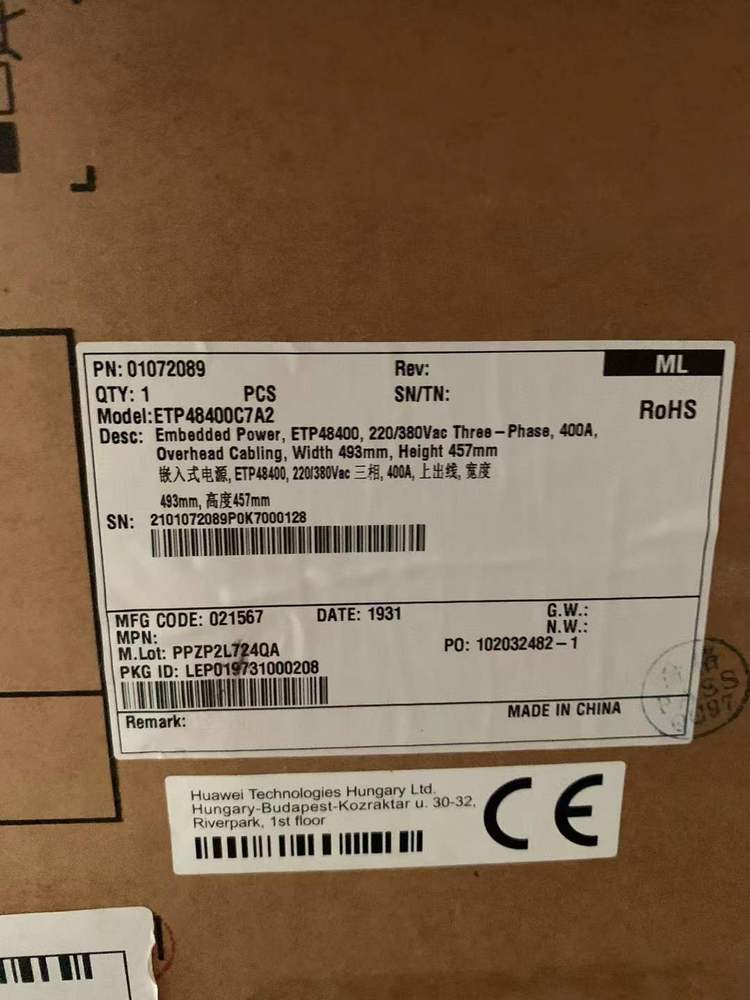 PN: 01072089 Rev: ML
QTY: 1 PCS SN/TN:
Model:ETP48400C7A2 RoHS
Desc: Embedded Power, ETP48400, 220/380Vac Three-Phase, 400A,
Overhead Cabling, Width 493mm, Height 457mm
嵌入式电源, ETP48400, 220/380Vac 三相, 400A, 上出线, 宽度
493mm, 高度457mm
SN: 2101072089P0K7000128
MFG CODE: 021567 DATE: 1931 G.W.:
MPN: N.W.:
M.Lot: PPZP2L724QA PO: 102032482-1
PKG ID: LEP019731000208
Remark: MADE IN CHINA
Huawei Technologies Hungary Ltd.
Hungary-Budapest-Kozraktar u. 30-32,
Riverpark, 1st floor
CE